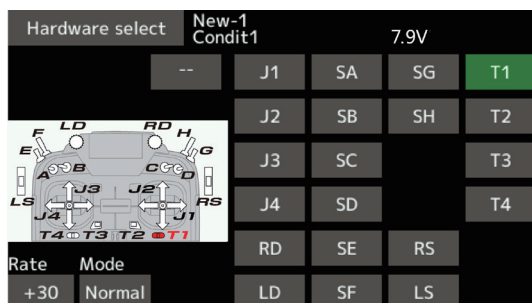 Hardware select
New-1
Condit1
7.9V
-- J1 SA SG T1
J2 SB SH T2
J3 SC T3
J4 SD T4
RD SE RS
LD SF LS
F LD RD H
E G
A B C D
J3 J2
LS J4 J1 RS
T4 T3 T2 T1
Rate Mode
+30 Normal